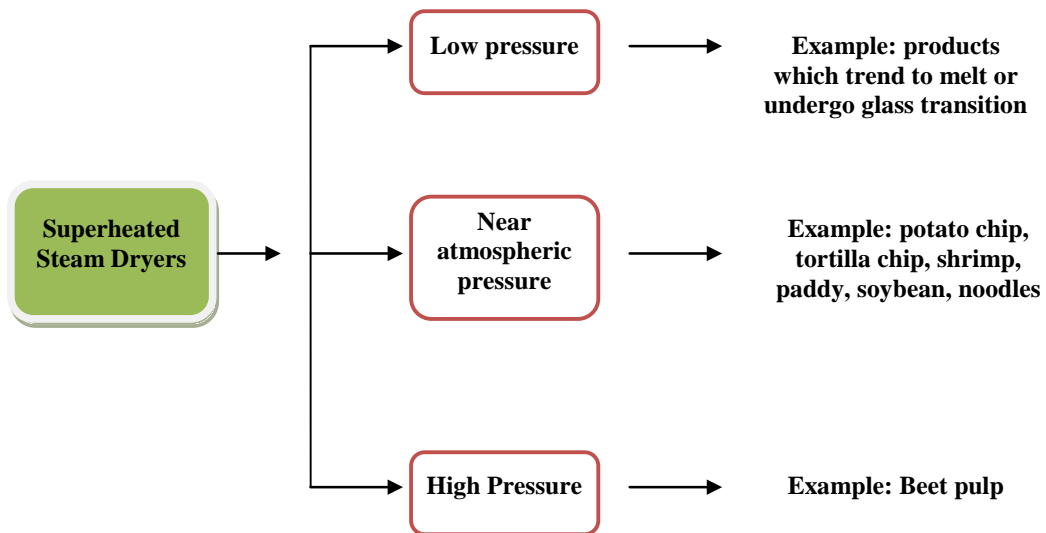 Superheated
Steam Dryers
Low pressure
Example: products
which trend to melt or
undergo glass transition
Near
atmospheric
pressure
Example: potato chip,
tortilla chip, shrimp,
paddy, soybean, noodles
High Pressure
Example: Beet pulp